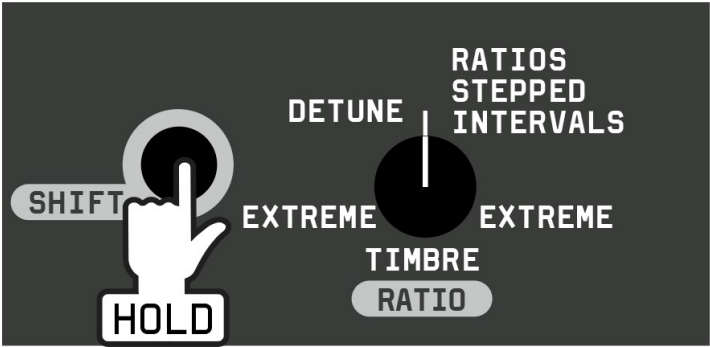 RATIOS
STEPPED
DETUNE
INTERVALS
SHIFT
EXTREME
EXTREME
TIMBRE
RATIO
HOLD